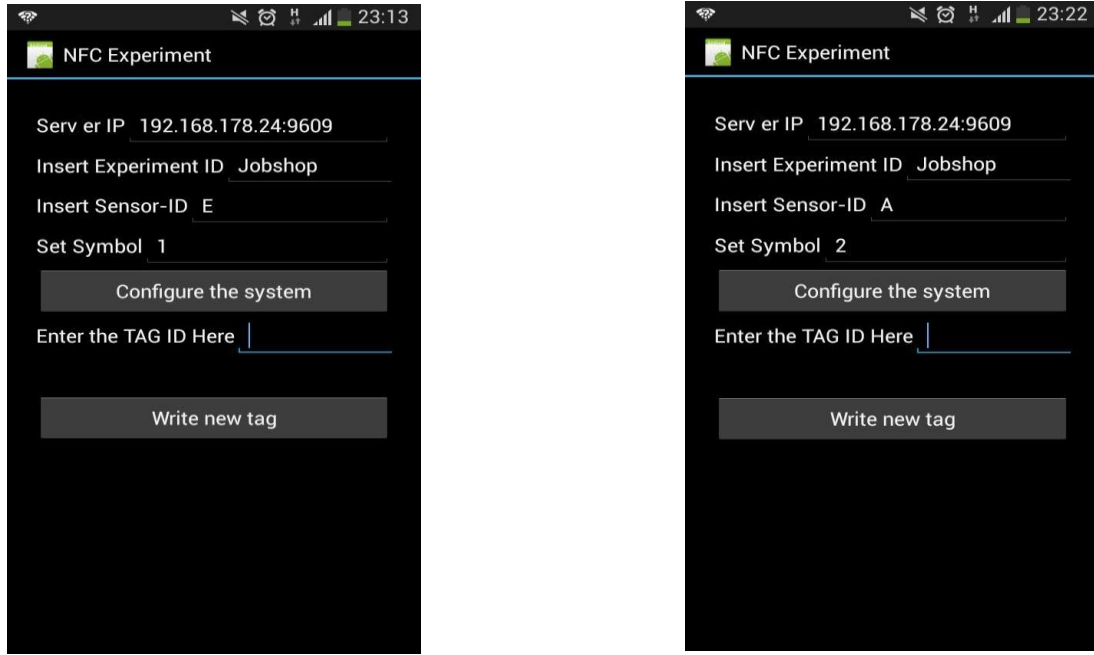 23:13
NFC Experiment
Serv er IP 192.168.178.24:9609
Insert Experiment ID Jobshop
Insert Sensor-ID E
Set Symbol 1
Configure the system
Enter the TAG ID Here
Write new tag
23:22
NFC Experiment
Serv er IP 192.168.178.24:9609
Insert Experiment ID Jobshop
Insert Sensor-ID A
Set Symbol 2
Configure the system
Enter the TAG ID Here
Write new tag